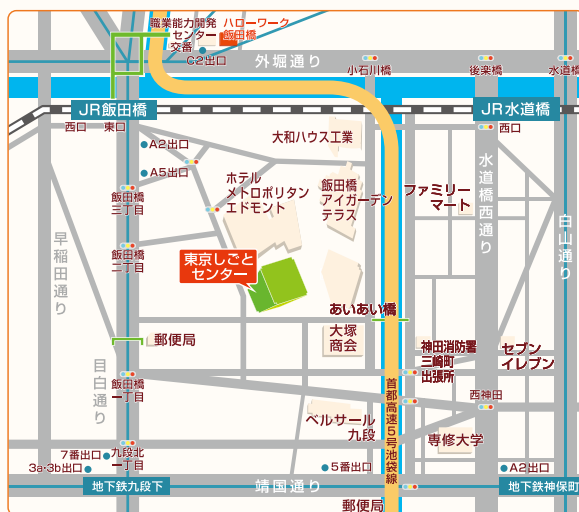 職業能力開発
センター
交番
ハローワーク
飯田橋
C2出口
外堀通り
小石川橋
後楽橋
水道橋
JR飯田橋
JR水道橋
西口
東口
西口
大和ハウス工業
A2出口
A5出口
ホテル
メトロポリタン
エドモント
飯田橋
アイガーデン
テラス
ファミリー
マート
水道橋西通り
白山通り
飯田橋
三丁目
早稲田通り
飯田橋
二丁目
東京しごと
センター
あいあい橋
郵便局
大塚
商会
神田消防署
三崎町
出張所
セブン
イレブン
目白通り
飯田橋
一丁目
首都高速5号池袋線
西神田
ベルサール
九段
専修大学
九段北
一丁目
7番出口
3a・3b出口
5番出口
A2出口
地下鉄九段下
靖国通り
地下鉄神保町
郵便局